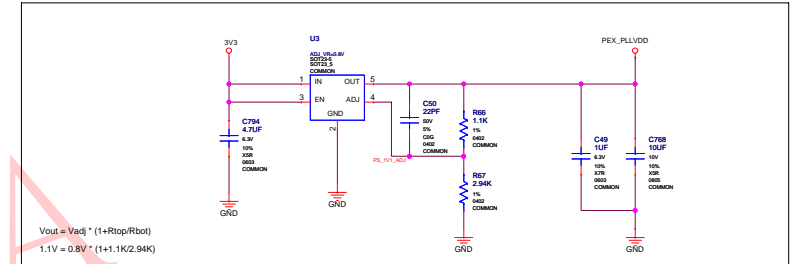 3V3
U3
ADJ_VR=0.8V
SOT23-5
SOT23_5
COMMON
1 IN OUT 5
3 EN ADJ 4
GND
2
PEX_PLLVDD
C794
4.7UF
6.3V
10%
X5R
0603
COMMON
GND
GND
C50
22PF
50V
5%
C0G
0402
COMMON
PS_1V1_ADJ
R66
1.1K
1%
0402
COMMON
R67
2.94K
1%
0402
COMMON
GND
C49
1UF
6.3V
10%
X7R
0603
COMMON
C768
10UF
10V
10%
X5R
0805
COMMON
GND
Vout = Vadj * (1+Rtop/Rbot)
1.1V = 0.8V * (1+1.1K/2.94K)